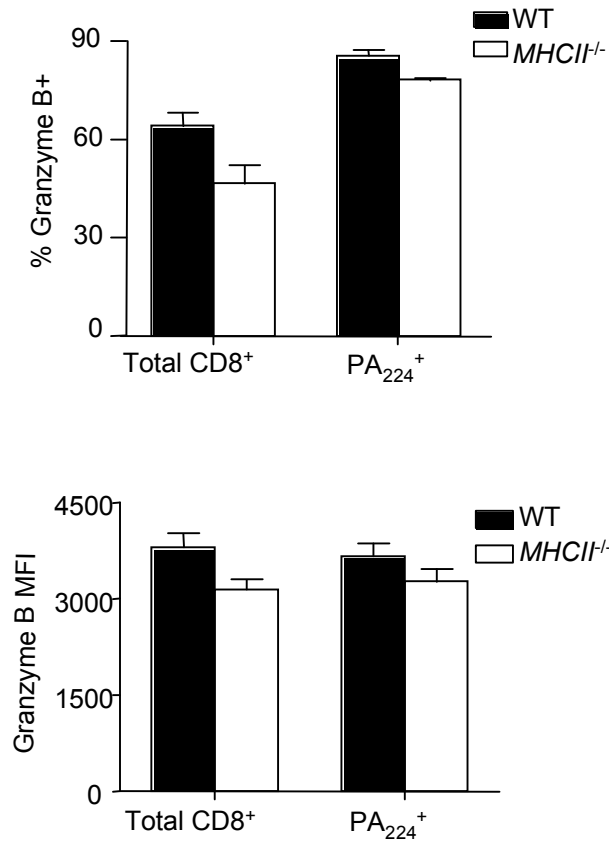 WT
MHCII-/-
90
60
30
0
% Granzyme B+
Total CD8+ PA224+
WT
MHCII-/-
4500
3000
1500
0
Granzyme B MFI
Total CD8+ PA224+